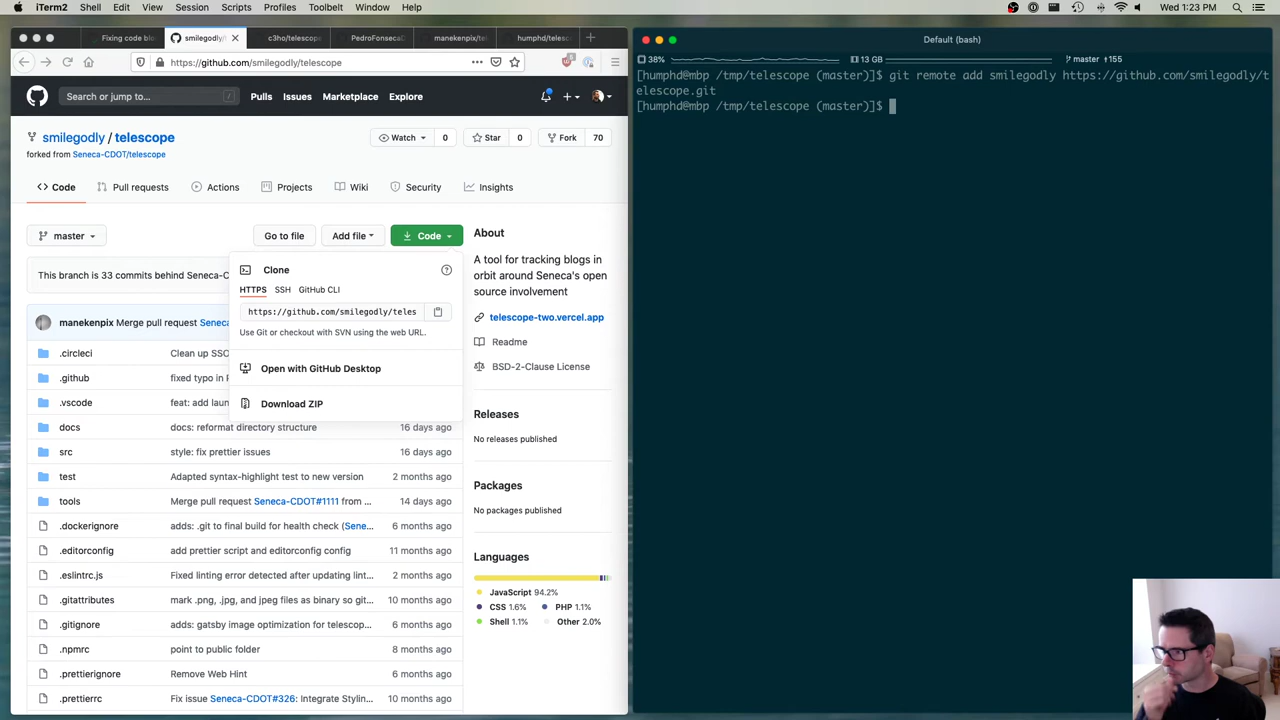 iTerm2 Shell Edit View Session Scripts Profiles Toolbelt Window Help
Wed 1:23 PM
Fixing code blo
smilegodly/t
c3ho/telescope
PedroFonsecaD
manekenpix/tel
humphd/telesc
https://github.com/smilegodly/telescope
Search or jump to...
/
Pulls Issues Marketplace Explore
smilegodly / telescope
forked from Seneca-CDOT/telescope
Watch 0
Star 0
Fork 70
Code Pull requests Actions Projects Wiki Security Insights
master
Go to file
Add file
Code
Clone
HTTPS SSH GitHub CLI
https://github.com/smilegodly/teles
Use Git or checkout with SVN using the web URL.
Open with GitHub Desktop
Download ZIP
This branch is 33 commits behind Seneca-C
manekenpix Merge pull request Seneca
.circleci Clean up SSO
.github fixed typo in
.vscode feat: add laun
docs docs: reformat directory structure 16 days ago
src style: fix prettier issues 16 days ago
test Adapted syntax-highlight test to new version 2 months ago
tools Merge pull request Seneca-CDOT#1111 from ... 14 days ago
.dockerignore adds: .git to final build for health check (Sene... 6 months ago
.editorconfig add prettier script and editorconfig config 11 months ago
.eslintrc.js Fixed linting error detected after updating lint... 2 months ago
.gitattributes mark .png, .jpg, and jpeg files as binary so git... 10 months ago
.gitignore adds: gatsby image optimization for telescop... 6 months ago
.npmrc point to public folder 8 months ago
.prettierignore Remove Web Hint 6 months ago
.prettierrc Fix issue Seneca-CDOT#326: Integrate Stylin... 10 months ago
About
A tool for tracking blogs in
orbit around Seneca's open
source involvement
telescope-two.vercel.app
Readme
BSD-2-Clause License
Releases
No releases published
Packages
No packages published
Languages
JavaScript 94.2%
CSS 1.6% PHP 1.1%
Shell 1.1% Other 2.0%
Default (bash)
38% 13 GB master ↑155
[humphd@mbp /tmp/telescope (master)]$ git remote add smilegodly https://github.com/smilegodly/t
elescope.git
[humphd@mbp /tmp/telescope (master)]$